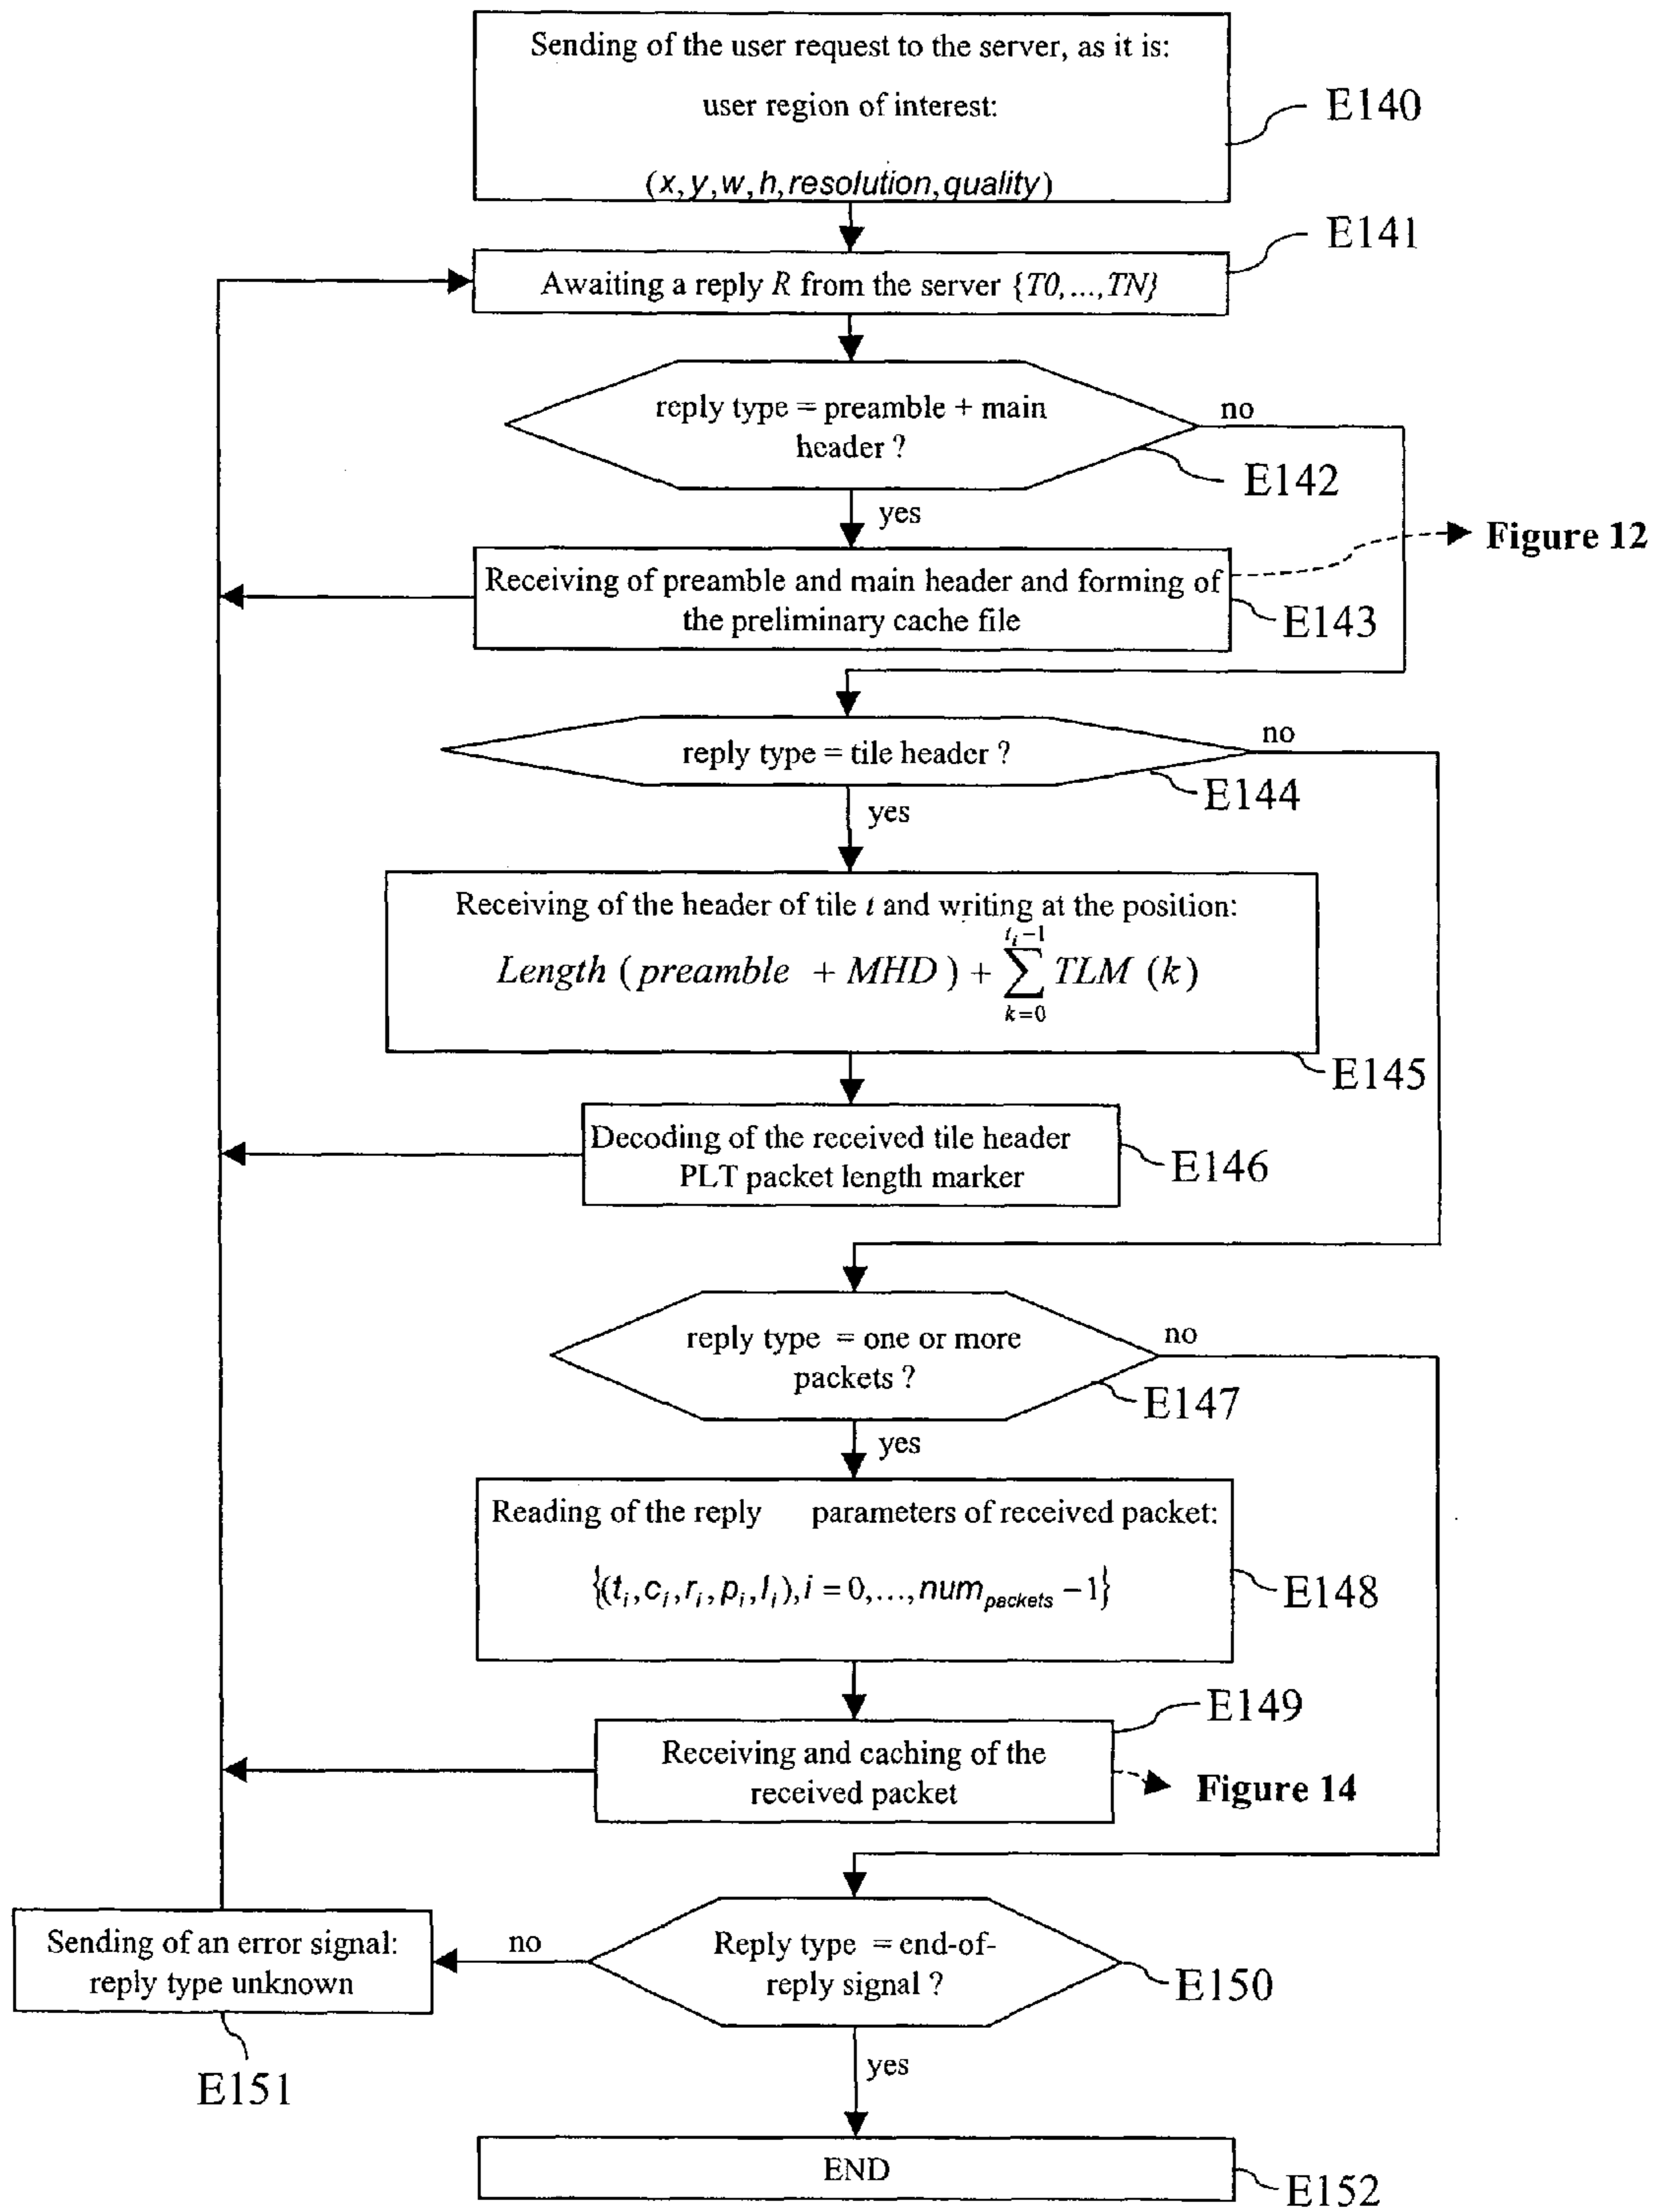 Sending of the user request to the server, as it is:
user region of interest:
(x,y,w,h,resolution,quality)
E140
E141
Awaiting a reply R from the server {T0,...,TN}
reply type = preamble + main
header ?
no
E142
yes
Figure 12
Receiving of preamble and main header and forming of
the preliminary cache file
E143
reply type = tile header ?
no
E144
yes
Receiving of the header of tile t and writing at the position:
Length (preamble + MHD) + \sum_{k=0}^{t_i-1} TLM (k)
E145
Decoding of the received tile header
PLT packet length marker
E146
reply type = one or more
packets ?
no
E147
yes
Reading of the reply parameters of received packet:
{(t_i,c_i,r_i,p_i,l_i),i = 0,...,num_{packets} −1}
E148
E149
Receiving and caching of the
received packet
Figure 14
Sending of an error signal:
reply type unknown
no
Reply type = end-of-
reply signal ?
E150
E151
yes
END
E152